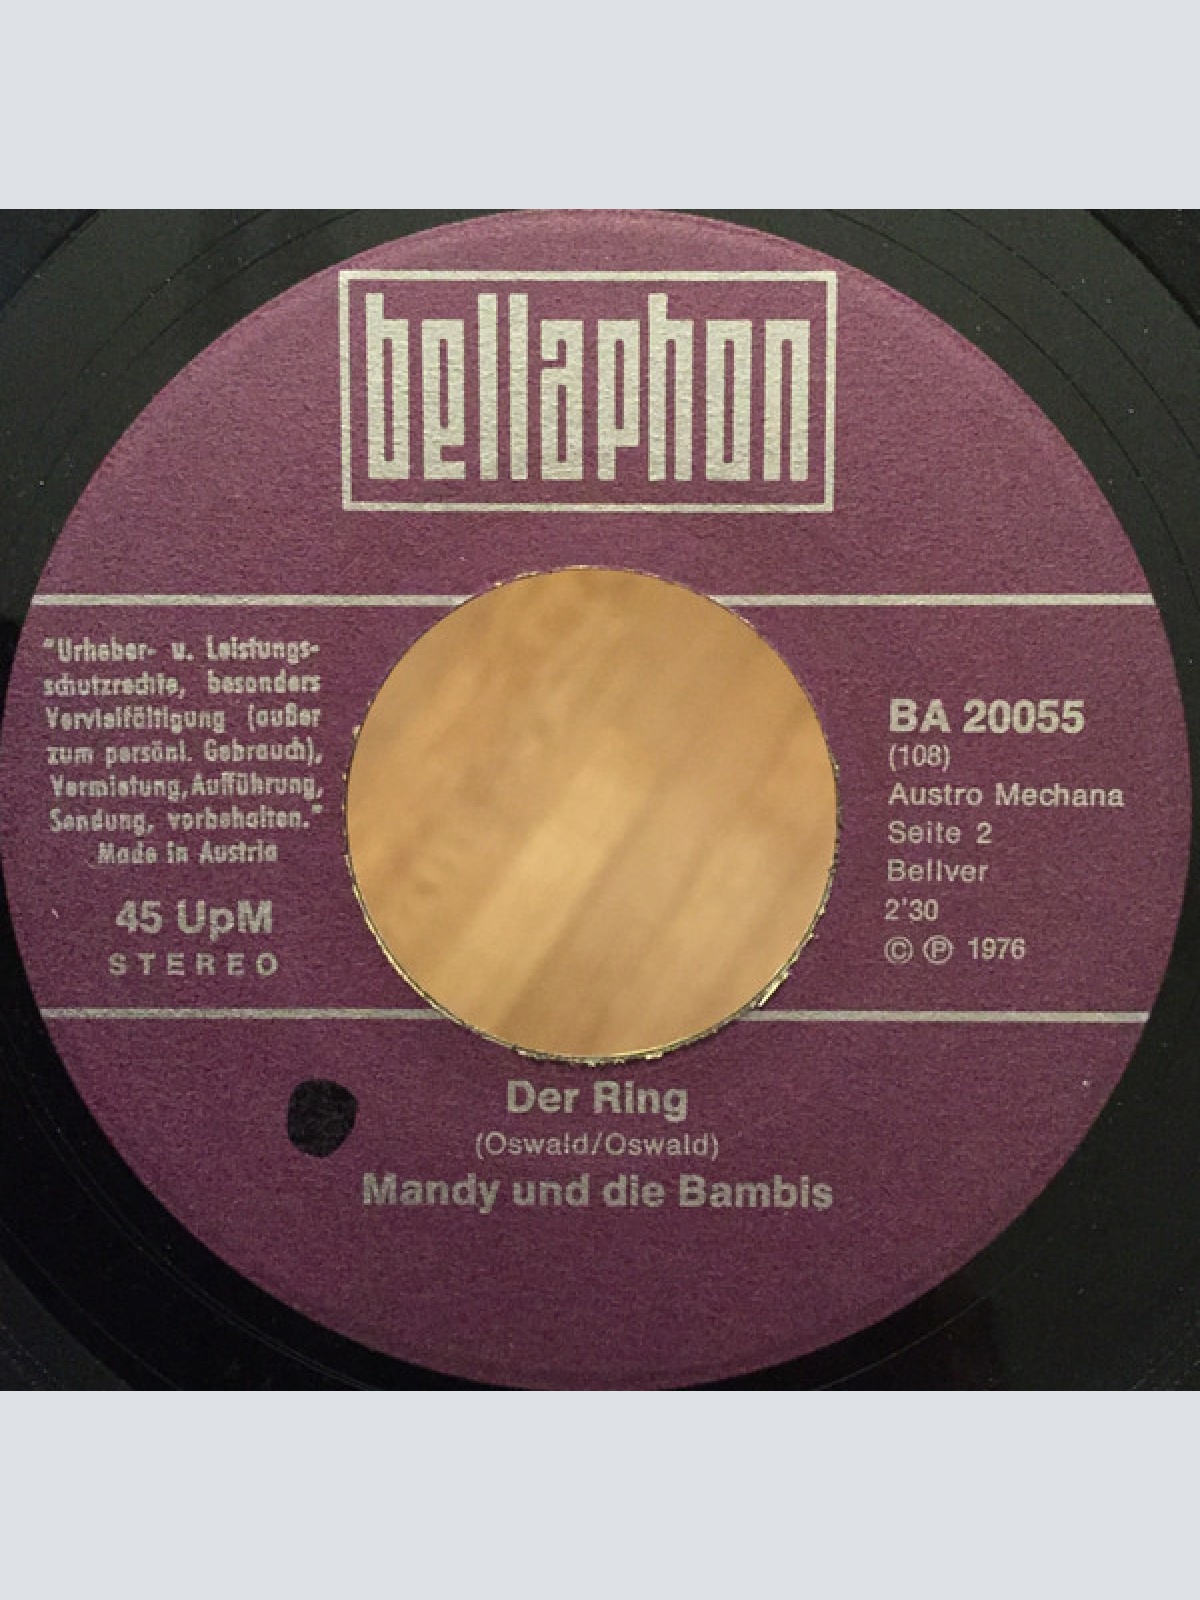 bellaphon
"Urheber- u. Leistungs-
schutzrechte, besonders
Vervielfältigung (außer
zum persönl. Gebrauch),
Vermietung, Aufführung,
Sendung, vorbehalten."
Made in Austria
45 UpM
STEREO
BA 20055
(108)
Austro Mechana
Seite 2
Bellver
2'30
© ℗ 1976
Der Ring
(Oswald/Oswald)
Mandy und die Bambis